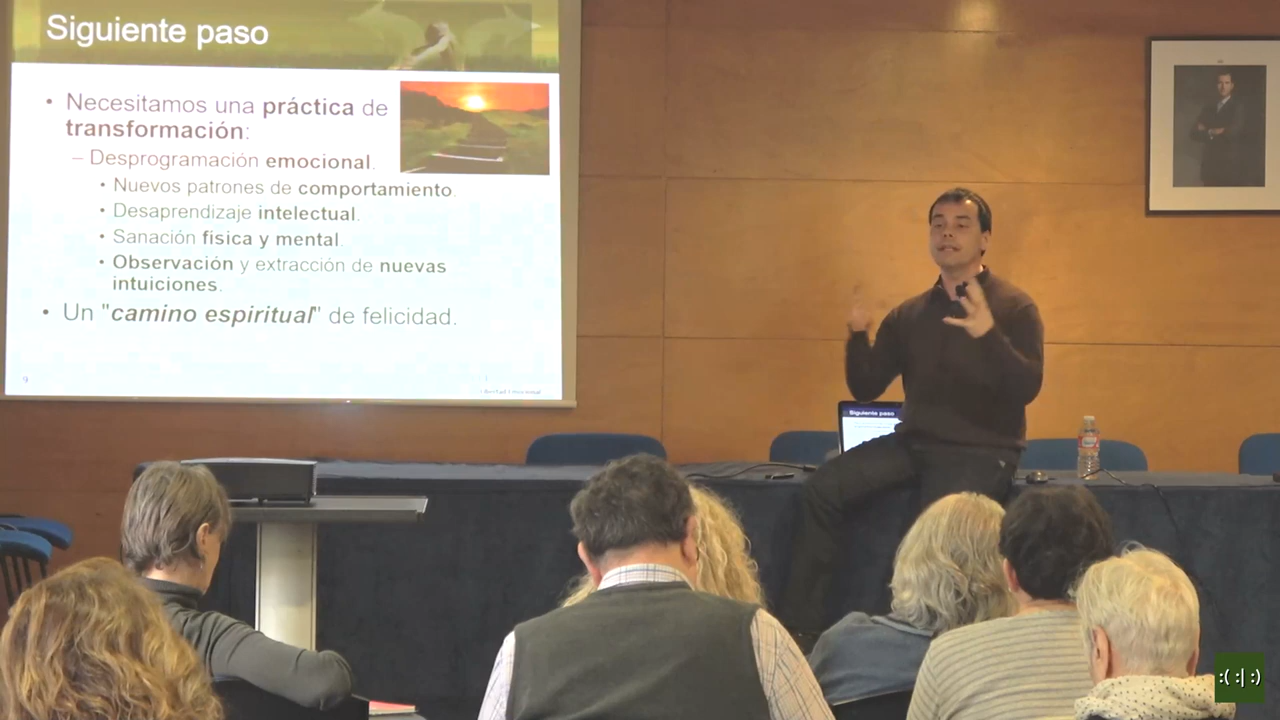 Siguiente paso
• Necesitamos una práctica de
transformación:
– Desprogramación emocional.
• Nuevos patrones de comportamiento.
• Desaprendizaje intelectual.
• Sanación física y mental.
• Observación y extracción de nuevas
intuiciones.
• Un "camino espiritual" de felicidad.
9
Siguiente paso
:( :| :)